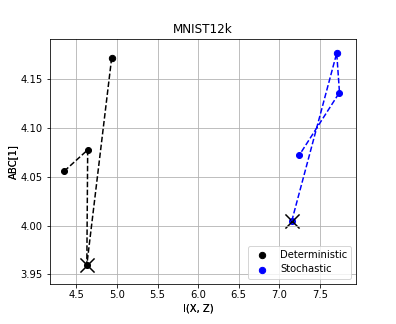 MNIST12k
ABC[1]
4.15
4.10
4.05
4.00
3.95
4.5 5.0 5.5 6.0 6.5 7.0 7.5
I(X, Z)
Deterministic
Stochastic